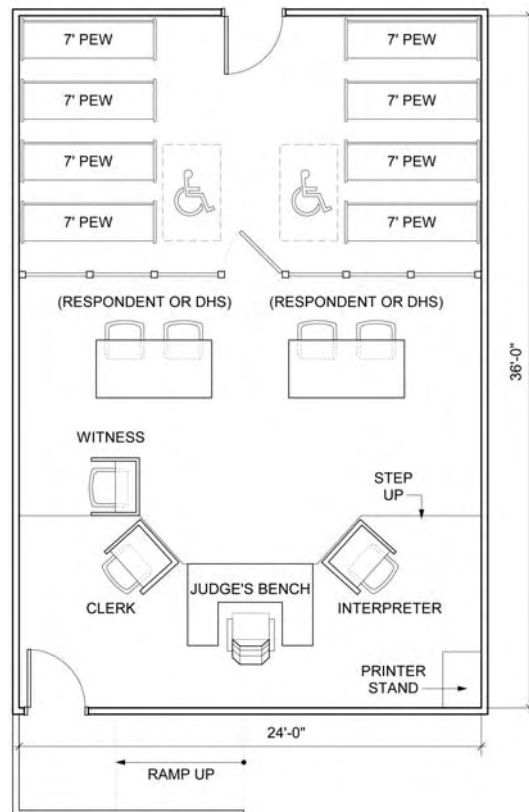 7' PEW
7' PEW
7' PEW
7' PEW
7' PEW
7' PEW
7' PEW
7' PEW
(RESPONDENT OR DHS)
(RESPONDENT OR DHS)
36'-0"
WITNESS
STEP
UP
JUDGE'S BENCH
CLERK
INTERPRETER
PRINTER
STAND
24'-0"
RAMP UP